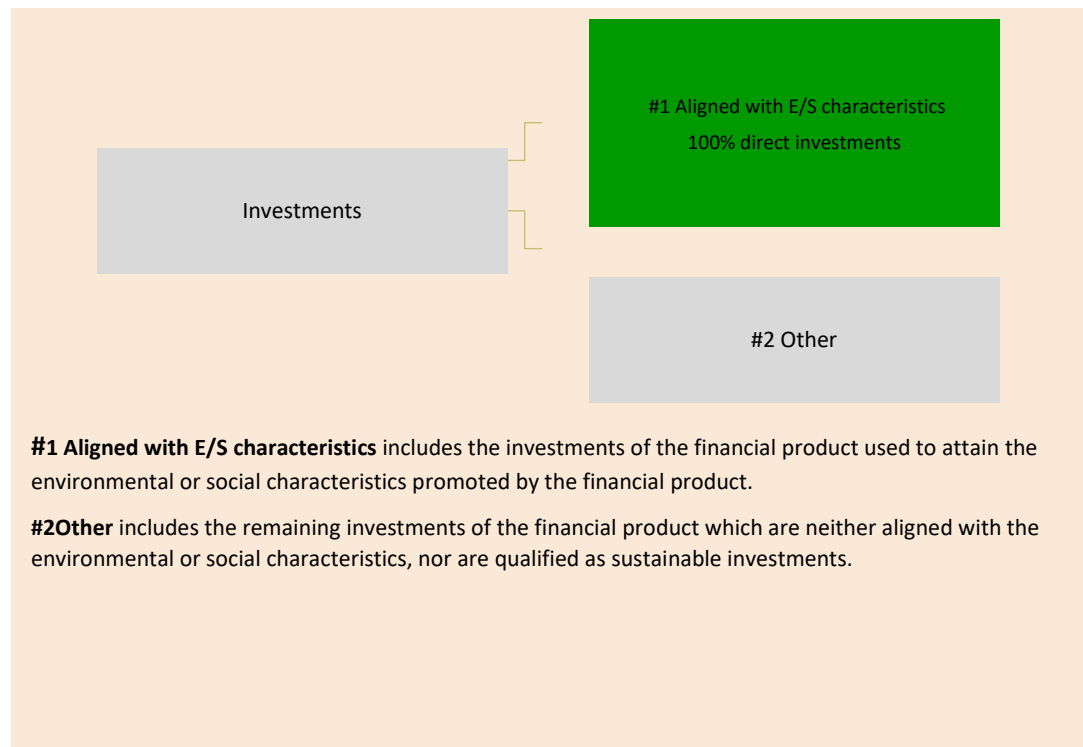 #1 Aligned with E/S characteristics
100% direct investments
Investments
#2 Other
#1 Aligned with E/S characteristics includes the investments of the financial product used to attain the
environmental or social characteristics promoted by the financial product.
#2Other includes the remaining investments of the financial product which are neither aligned with the
environmental or social characteristics, nor are qualified as sustainable investments.